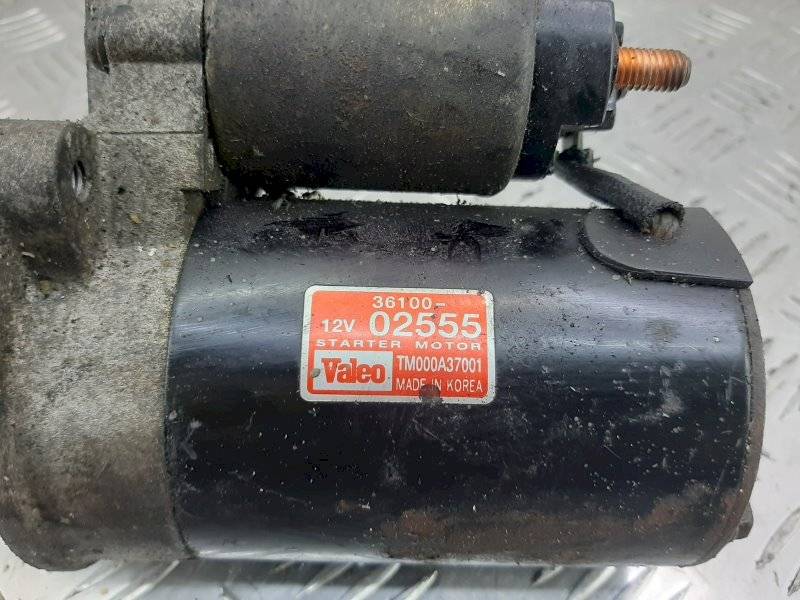 36100-
12V 02555
STARTER MOTOR
Valeo TM000A37001
MADE IN KOREA